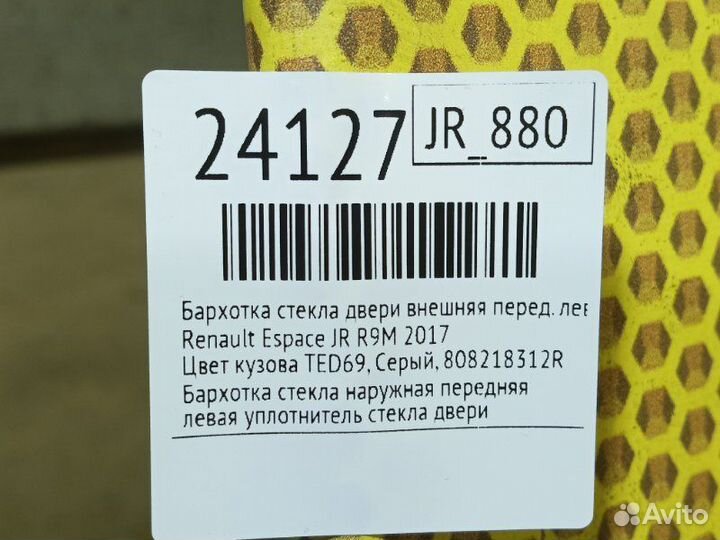 24127
JR_880
Бархотка стекла двери внешняя перед. лев
Renault Espace JR R9M 2017
Цвет кузова TED69, Серый, 808218312R
Бархотка стекла наружная передняя
левая уплотнитель стекла двери
Avito